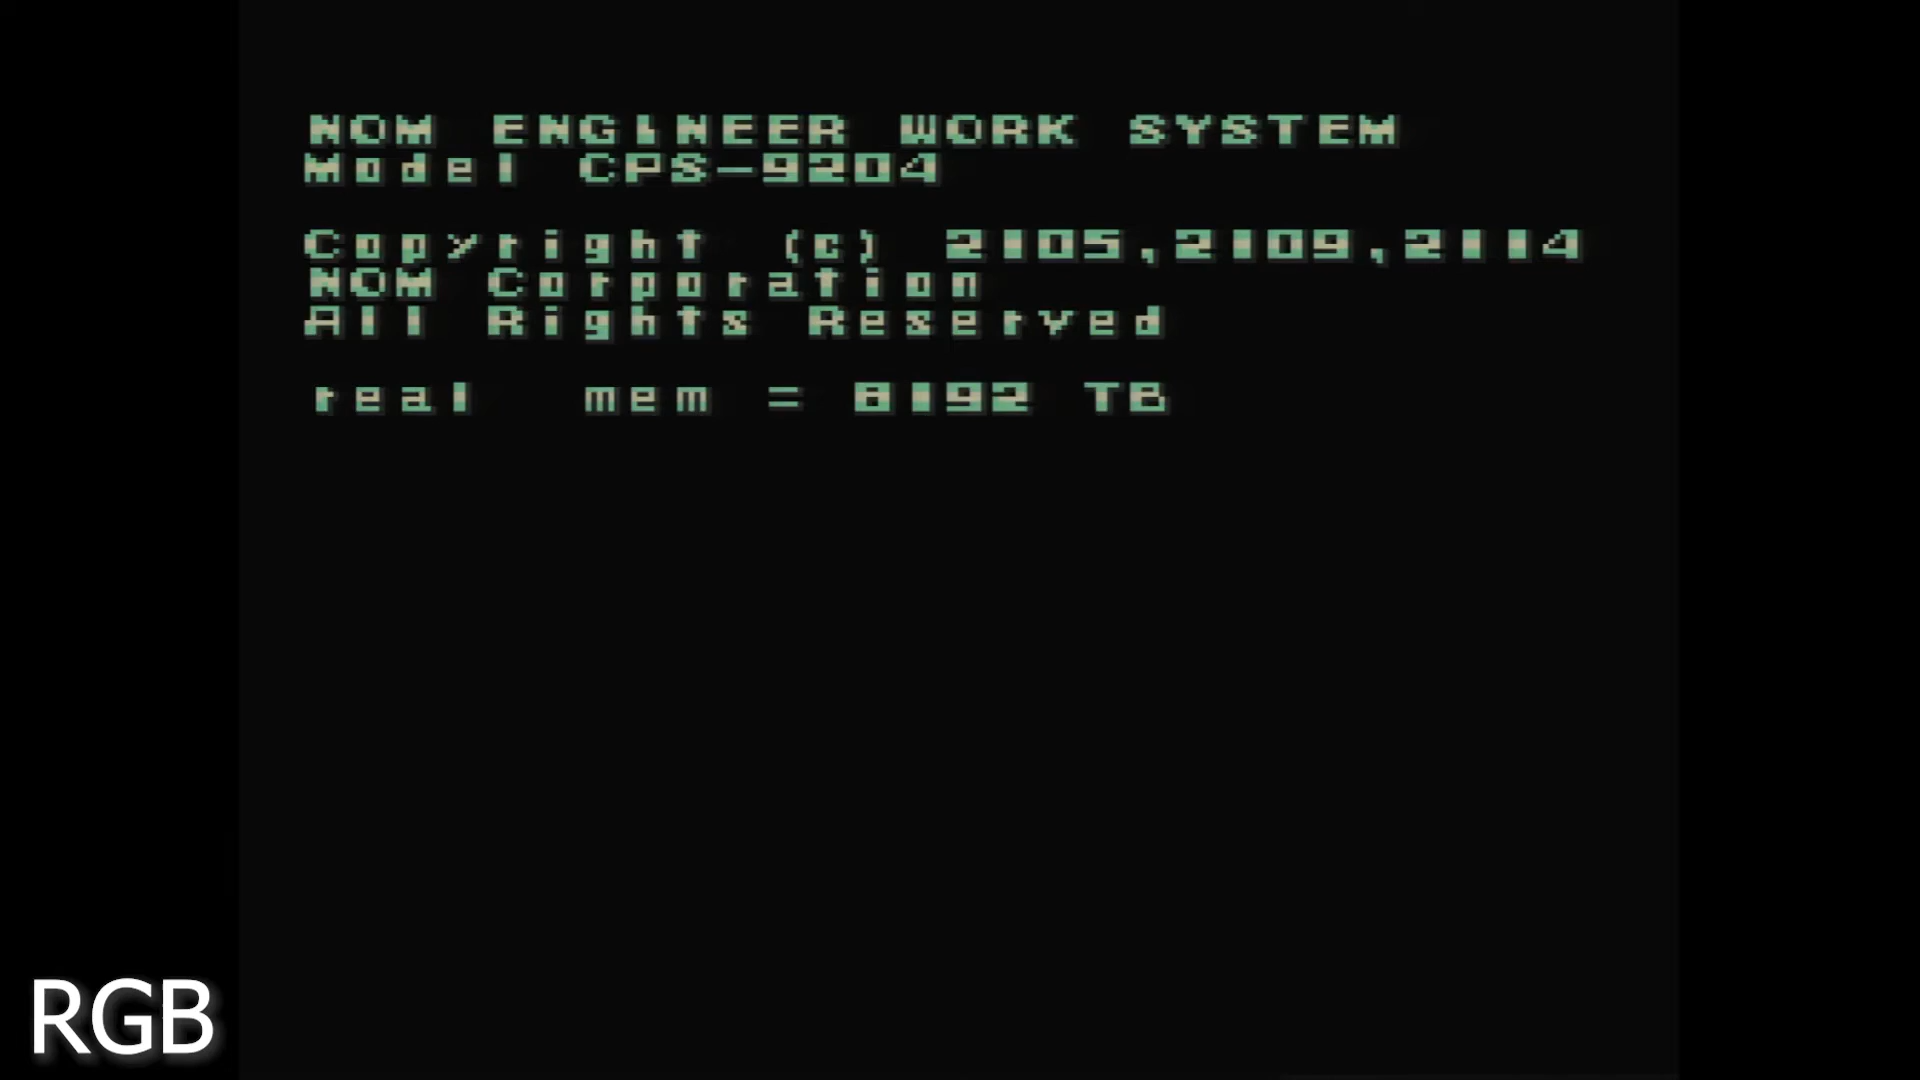 NOM ENGINEER WORK SYSTEM
Model CPS-9204
Copyright (c) 2105,2109,2114
NOM Corporation
All Rights Reserved
real mem = 8192 TB
RGB